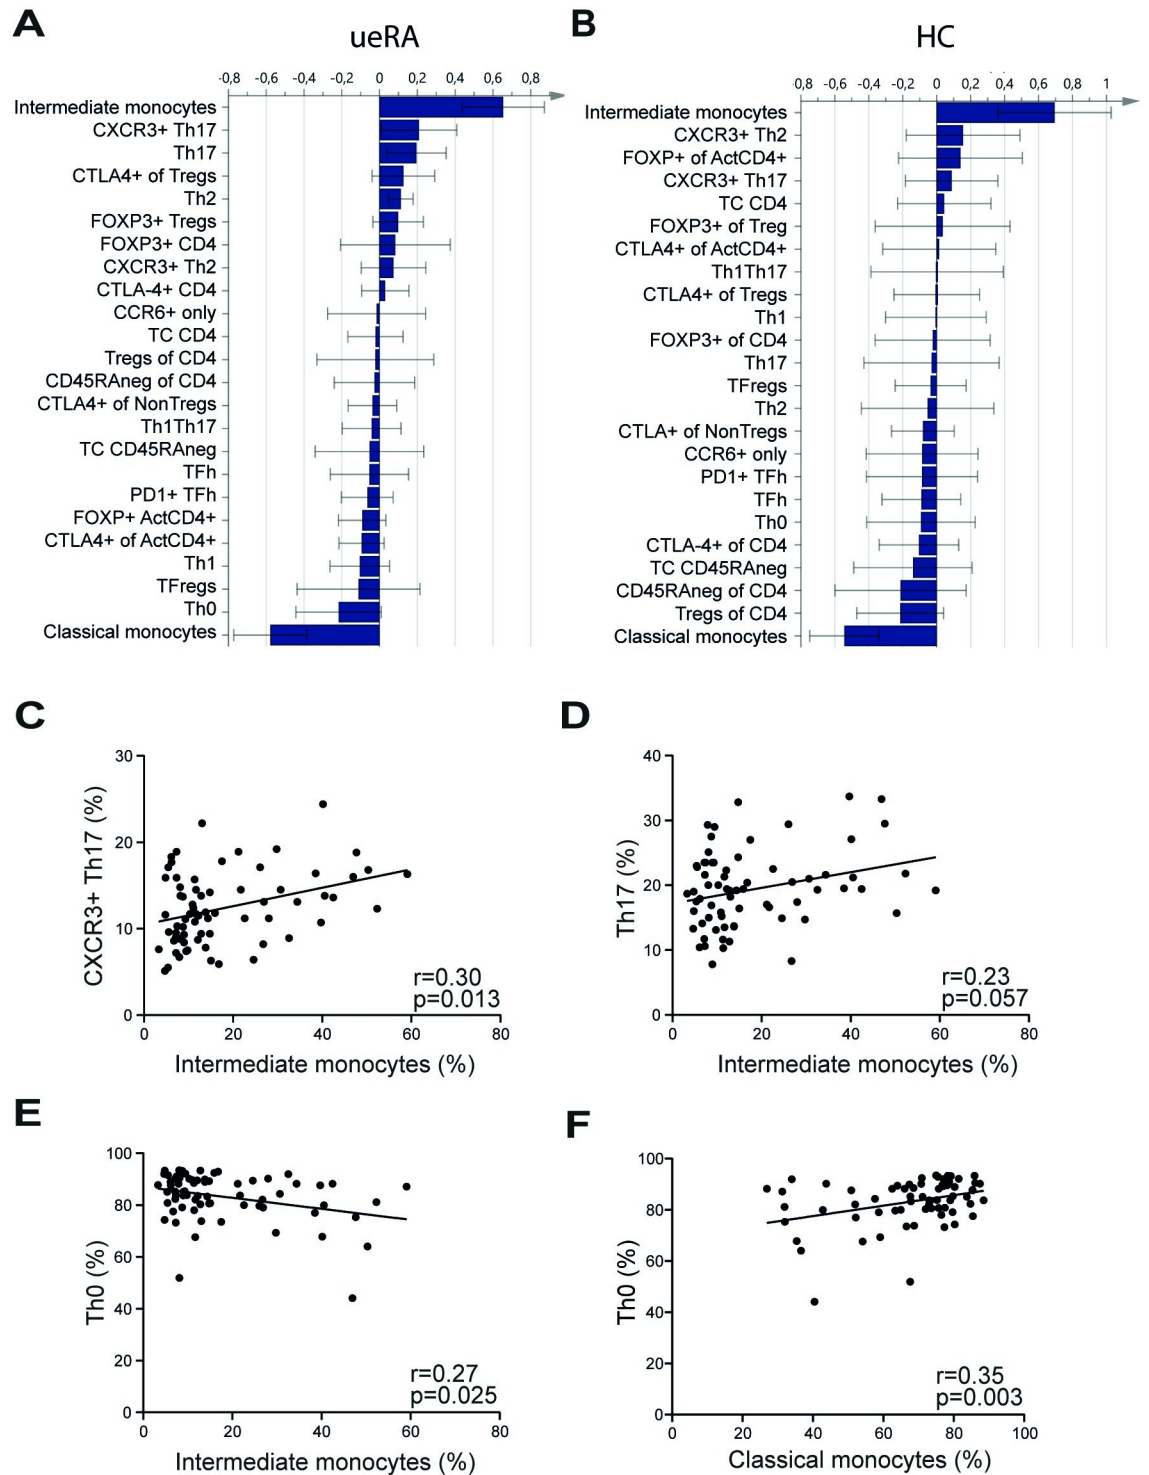 A
ueRA
-0,8 -0,6 -0,4 -0,2 0 0,2 0,4 0,6 0,8
Intermediate monocytes
CXCR3+ Th17
Th17
CTLA4+ of Tregs
Th2
FOXP3+ Tregs
FOXP3+ CD4
CXCR3+ Th2
CTLA-4+ CD4
CCR6+ only
TC CD4
Tregs of CD4
CD45RAneg of CD4
CTLA4+ of NonTregs
Th1Th17
TC CD45RAneg
TFh
PD1+ TFh
FOXP+ ActCD4+
CTLA4+ of ActCD4+
Th1
TFregs
Th0
Classical monocytes
B
HC
-0,8 -0,6 -0,4 -0,2 0 0,2 0,4 0,6 0,8 1
Intermediate monocytes
CXCR3+ Th2
FOXP+ of ActCD4+
CXCR3+ Th17
TC CD4
FOXP3+ of Treg
CTLA4+ of ActCD4+
Th1Th17
CTLA4+ of Tregs
Th1
FOXP3+ of CD4
Th17
TFregs
Th2
CTLA+ of NonTregs
CCR6+ only
PD1+ TFh
TFh
Th0
CTLA-4+ of CD4
TC CD45RAneg
CD45RAneg of CD4
Tregs of CD4
Classical monocytes
C
CXCR3+ Th17 (%)
30
20
10
0
r=0.30
p=0.013
0 20 40 60 80
Intermediate monocytes (%)
D
Th17 (%)
40
30
20
10
0
r=0.23
p=0.057
0 20 40 60 80
Intermediate monocytes (%)
E
Th0 (%)
100
80
60
40
20
0
r=0.27
p=0.025
0 20 40 60 80
Intermediate monocytes (%)
F
Th0 (%)
100
80
60
40
20
0
r=0.35
p=0.003
0 20 40 60 80 100
Classical monocytes (%)